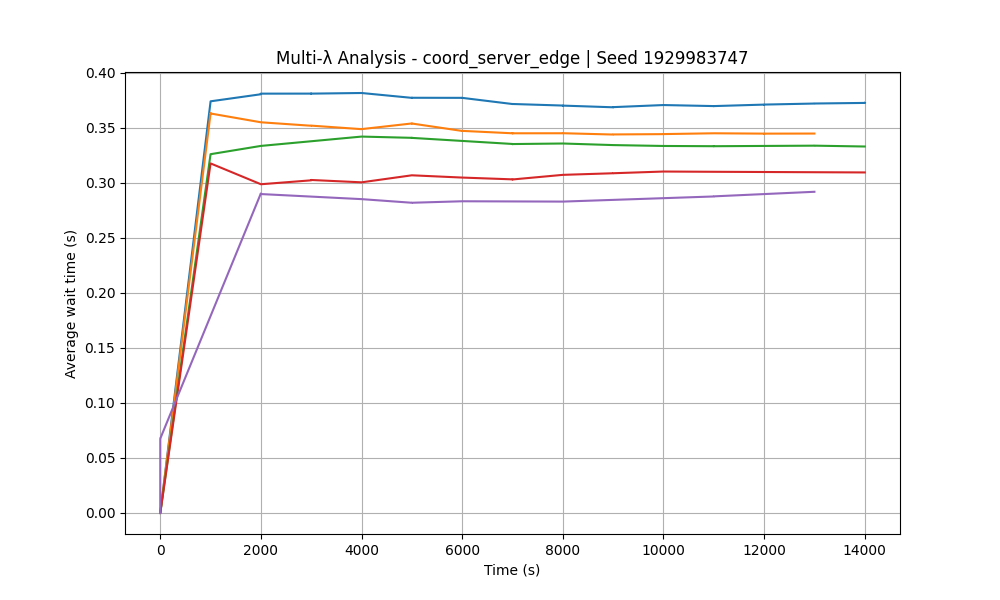 Multi-λ Analysis - coord_server_edge | Seed 1929983747
Average wait time (s)
0.40
0.35
0.30
0.25
0.20
0.15
0.10
0.05
0.00
0 2000 4000 6000 8000 10000 12000 14000
Time (s)